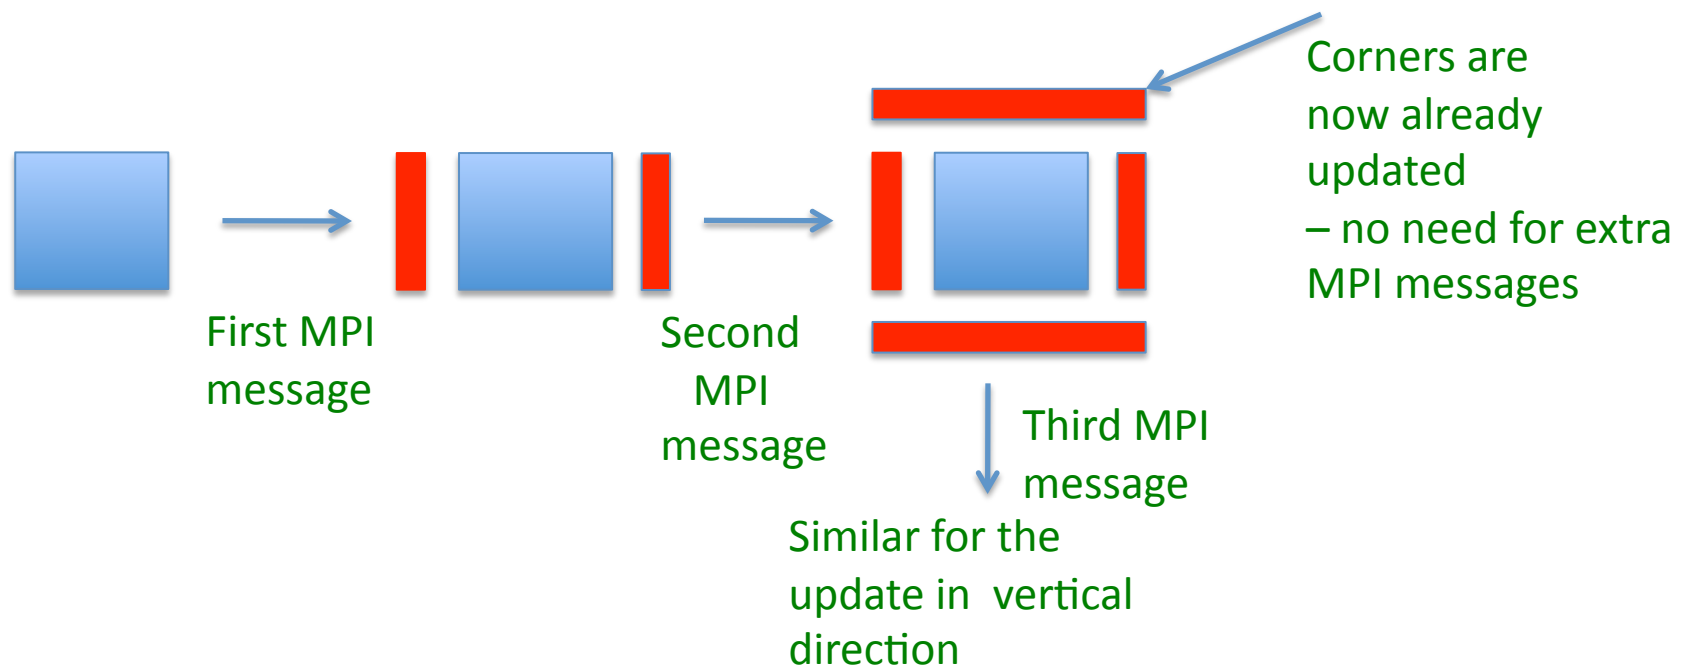 First MPI
message
Second
MPI
message
Corners are
now already
updated
– no need for extra
MPI messages
Third MPI
message
Similar for the
update in vertical
direction